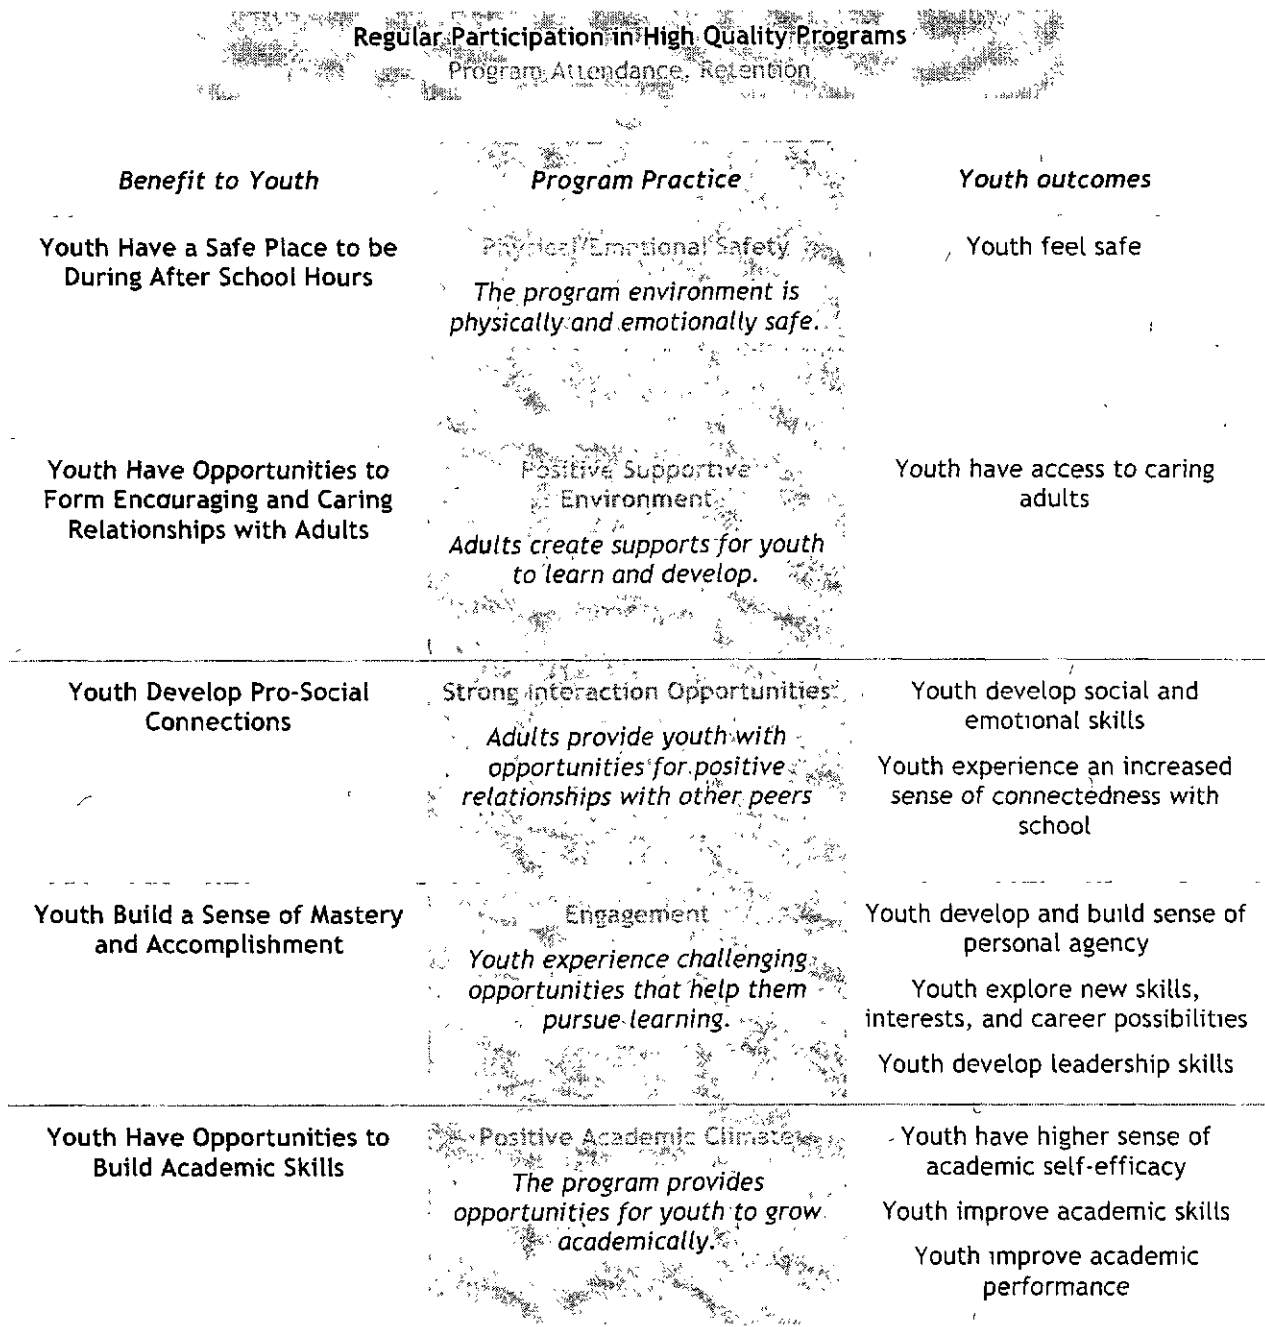 Regular Participation in High Quality Programs
Program Attendance, Retention
Benefit to Youth
Program Practice
Youth outcomes
Youth Have a Safe Place to be
During After School Hours
Physical/Emotional Safety
The program environment is
physically and emotionally safe.
Youth feel safe
Youth Have Opportunities to
Form Encouraging and Caring
Relationships with Adults
Positive Supportive
Environment
Adults create supports for youth
to learn and develop.
Youth have access to caring
adults
Youth Develop Pro-Social
Connections
Strong Interaction Opportunities
Adults provide youth with
opportunities for positive
relationships with other peers
Youth develop social and
emotional skills
Youth experience an increased
sense of connectedness with
school
Youth Build a Sense of Mastery
and Accomplishment
Engagement
Youth experience challenging
opportunities that help them
pursue learning.
Youth develop and build sense of
personal agency
Youth explore new skills,
interests, and career possibilities
Youth develop leadership skills
Youth Have Opportunities to
Build Academic Skills
Positive Academic Climate
The program provides
opportunities for youth to grow
academically.
Youth have higher sense of
academic self-efficacy
Youth improve academic skills
Youth improve academic
performance